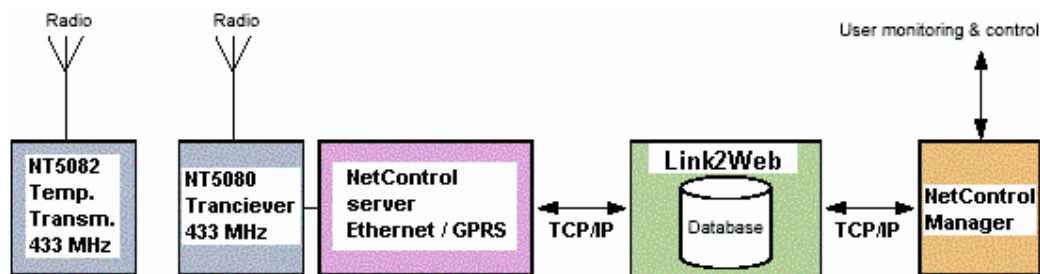 Radio
Radio
User monitoring & control
NT5082
Temp.
Transm.
433 MHz
NT5080
Tranciever
433 MHz
NetControl
server
Ethernet / GPRS
TCP/IP
Link2Web
Database
TCP/IP
NetControl
Manager